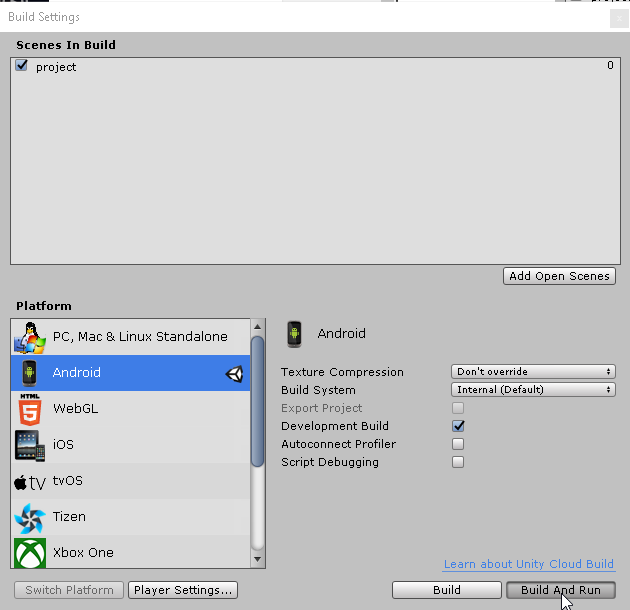 Build Settings
x
Scenes In Build
project 0
Add Open Scenes
Platform
PC, Mac & Linux Standalone
Android
HTML
5
WebGL
iOS
tv tvOS
Tizen
Xbox One
Android
Texture Compression Don't override
Build System Internal (Default)
Export Project
Development Build
Autoconnect Profiler
Script Debugging
Learn about Unity Cloud Build
Switch Platform Player Settings... Build Build And Run